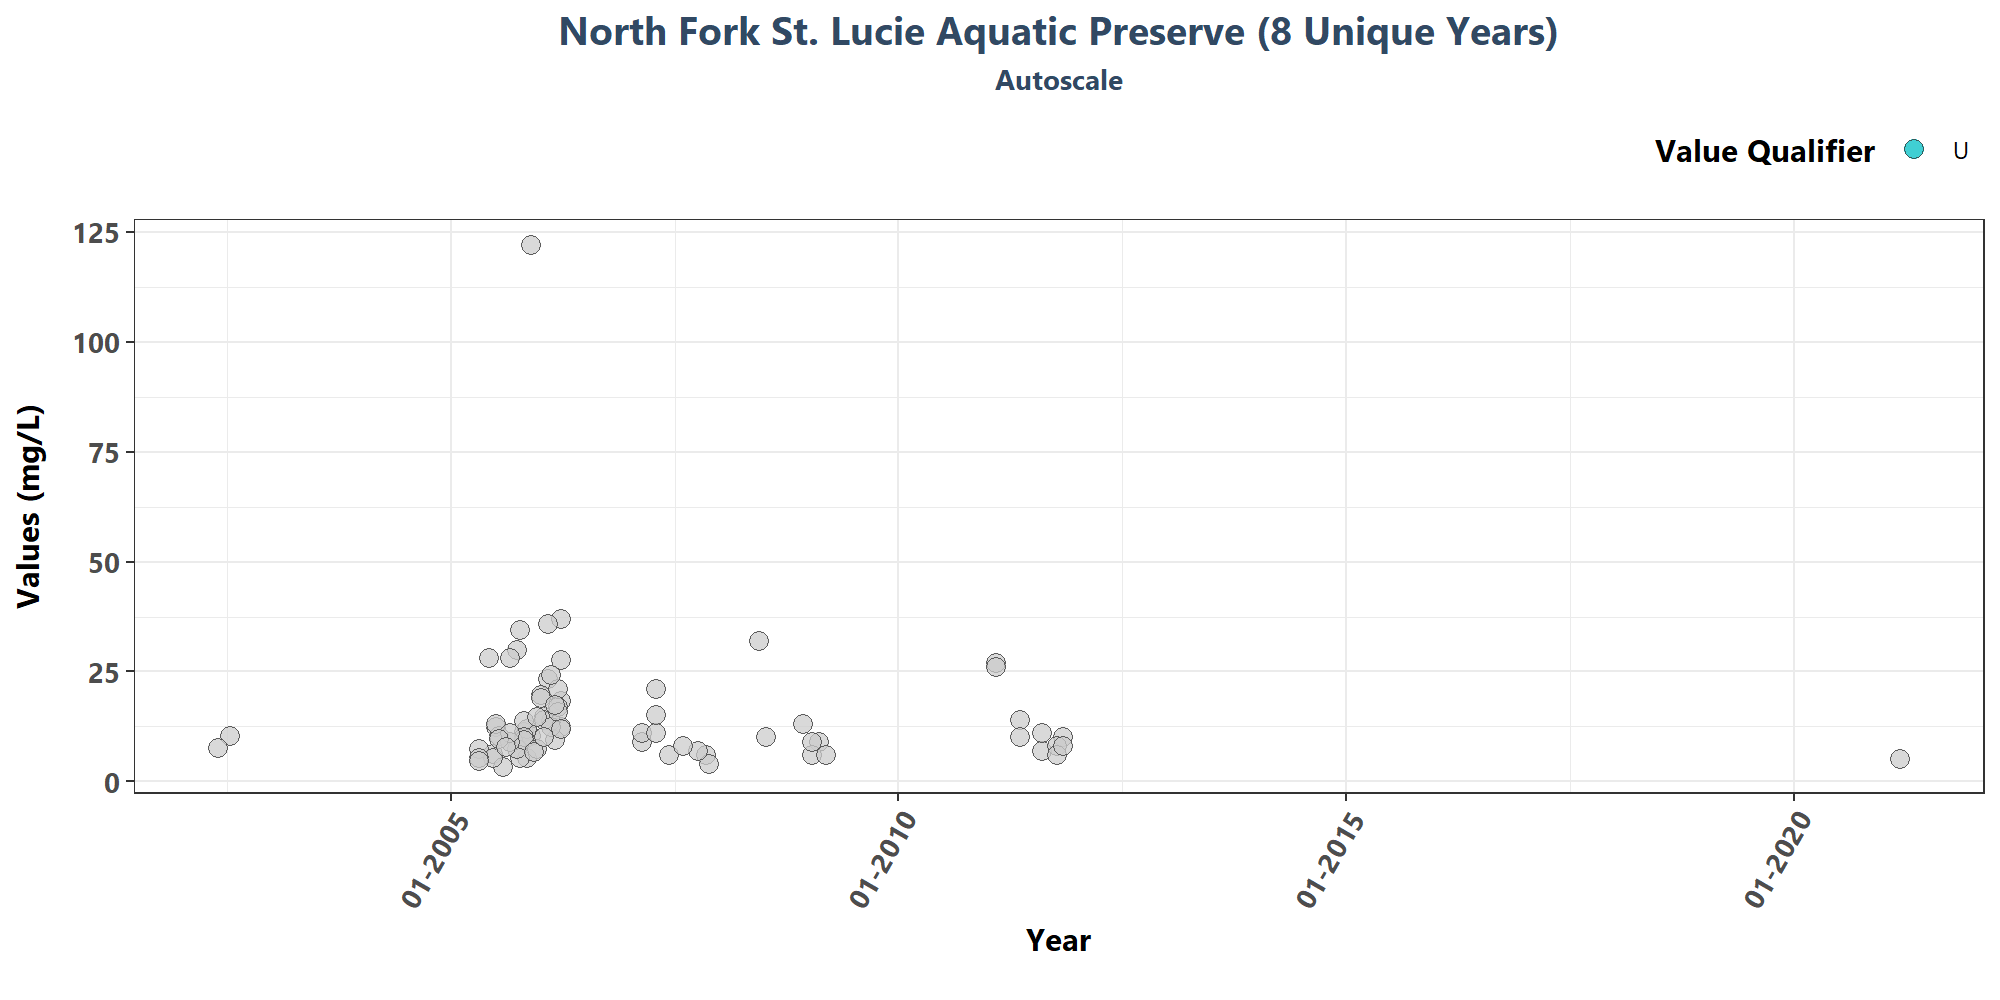 North Fork St. Lucie Aquatic Preserve (8 Unique Years)
Autoscale
Value Qualifier U
125
100
75
50
25
0
Values (mg/L)
01-2005
01-2010
01-2015
01-2020
Year